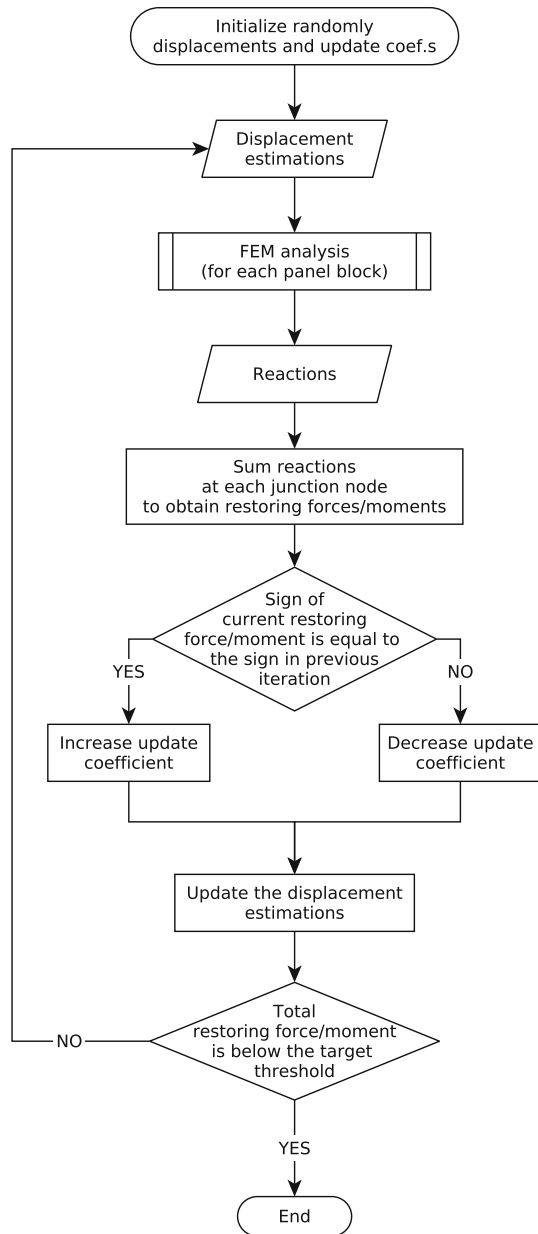 Initialize randomly
displacements and update coef.s
Displacement
estimations
FEM analysis
(for each panel block)
Reactions
Sum reactions
at each junction node
to obtain restoring forces/moments
Sign of
current restoring
force/moment is equal to
the sign in previous
iteration
YES
NO
Increase update
coefficient
Decrease update
coefficient
Update the displacement
estimations
Total
restoring force/moment
is below the target
threshold
NO
YES
End